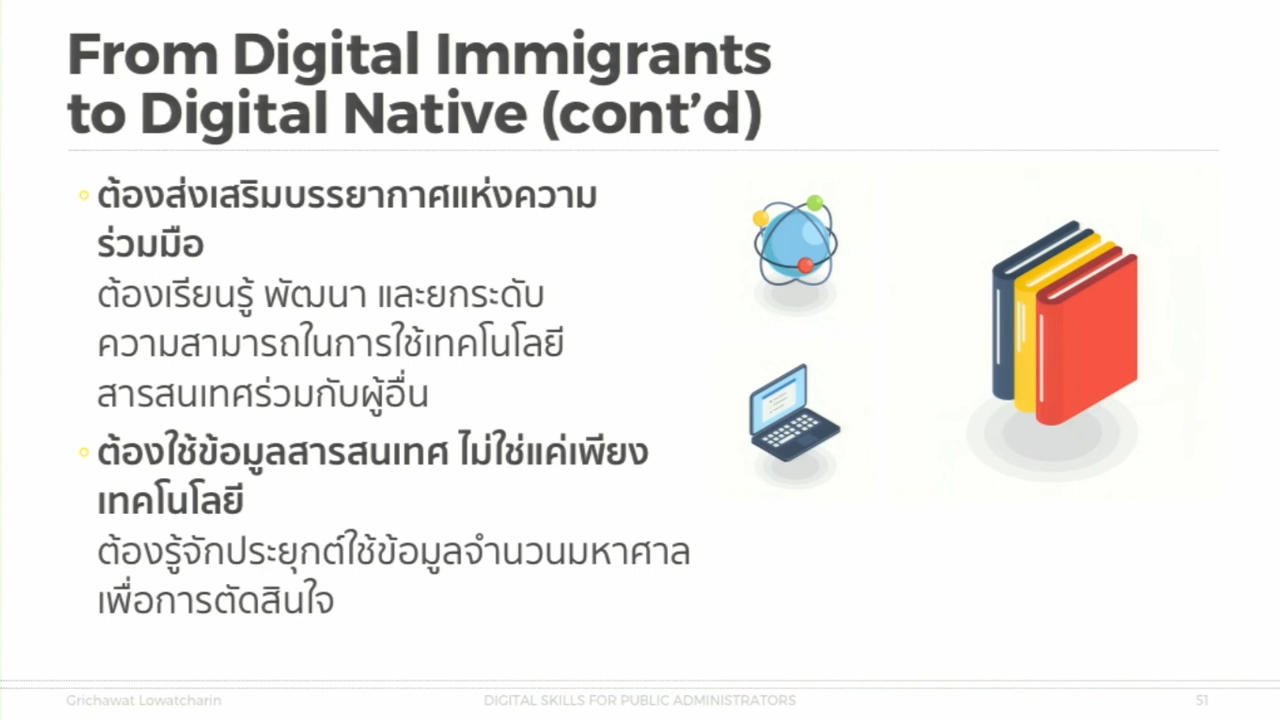 From Digital Immigrants
to Digital Native (cont’d)
ต้องส่งเสริมบรรยากาศแห่งความ
ร่วมมือ
ต้องเรียนรู้ พัฒนา และยกระดับ
ความสามารถในการใช้เทคโนโลยี
สารสนเทศร่วมกับผู้อื่น
ต้องใช้ข้อมูลสารสนเทศ ไม่ใช่แค่เพียง
เทคโนโลยี
ต้องรู้จักประยุกต์ใช้ข้อมูลจำนวนมหาศาล
เพื่อการตัดสินใจ
Grichawat Lowatcharin
DIGITAL SKILLS FOR PUBLIC ADMINISTRATORS
51